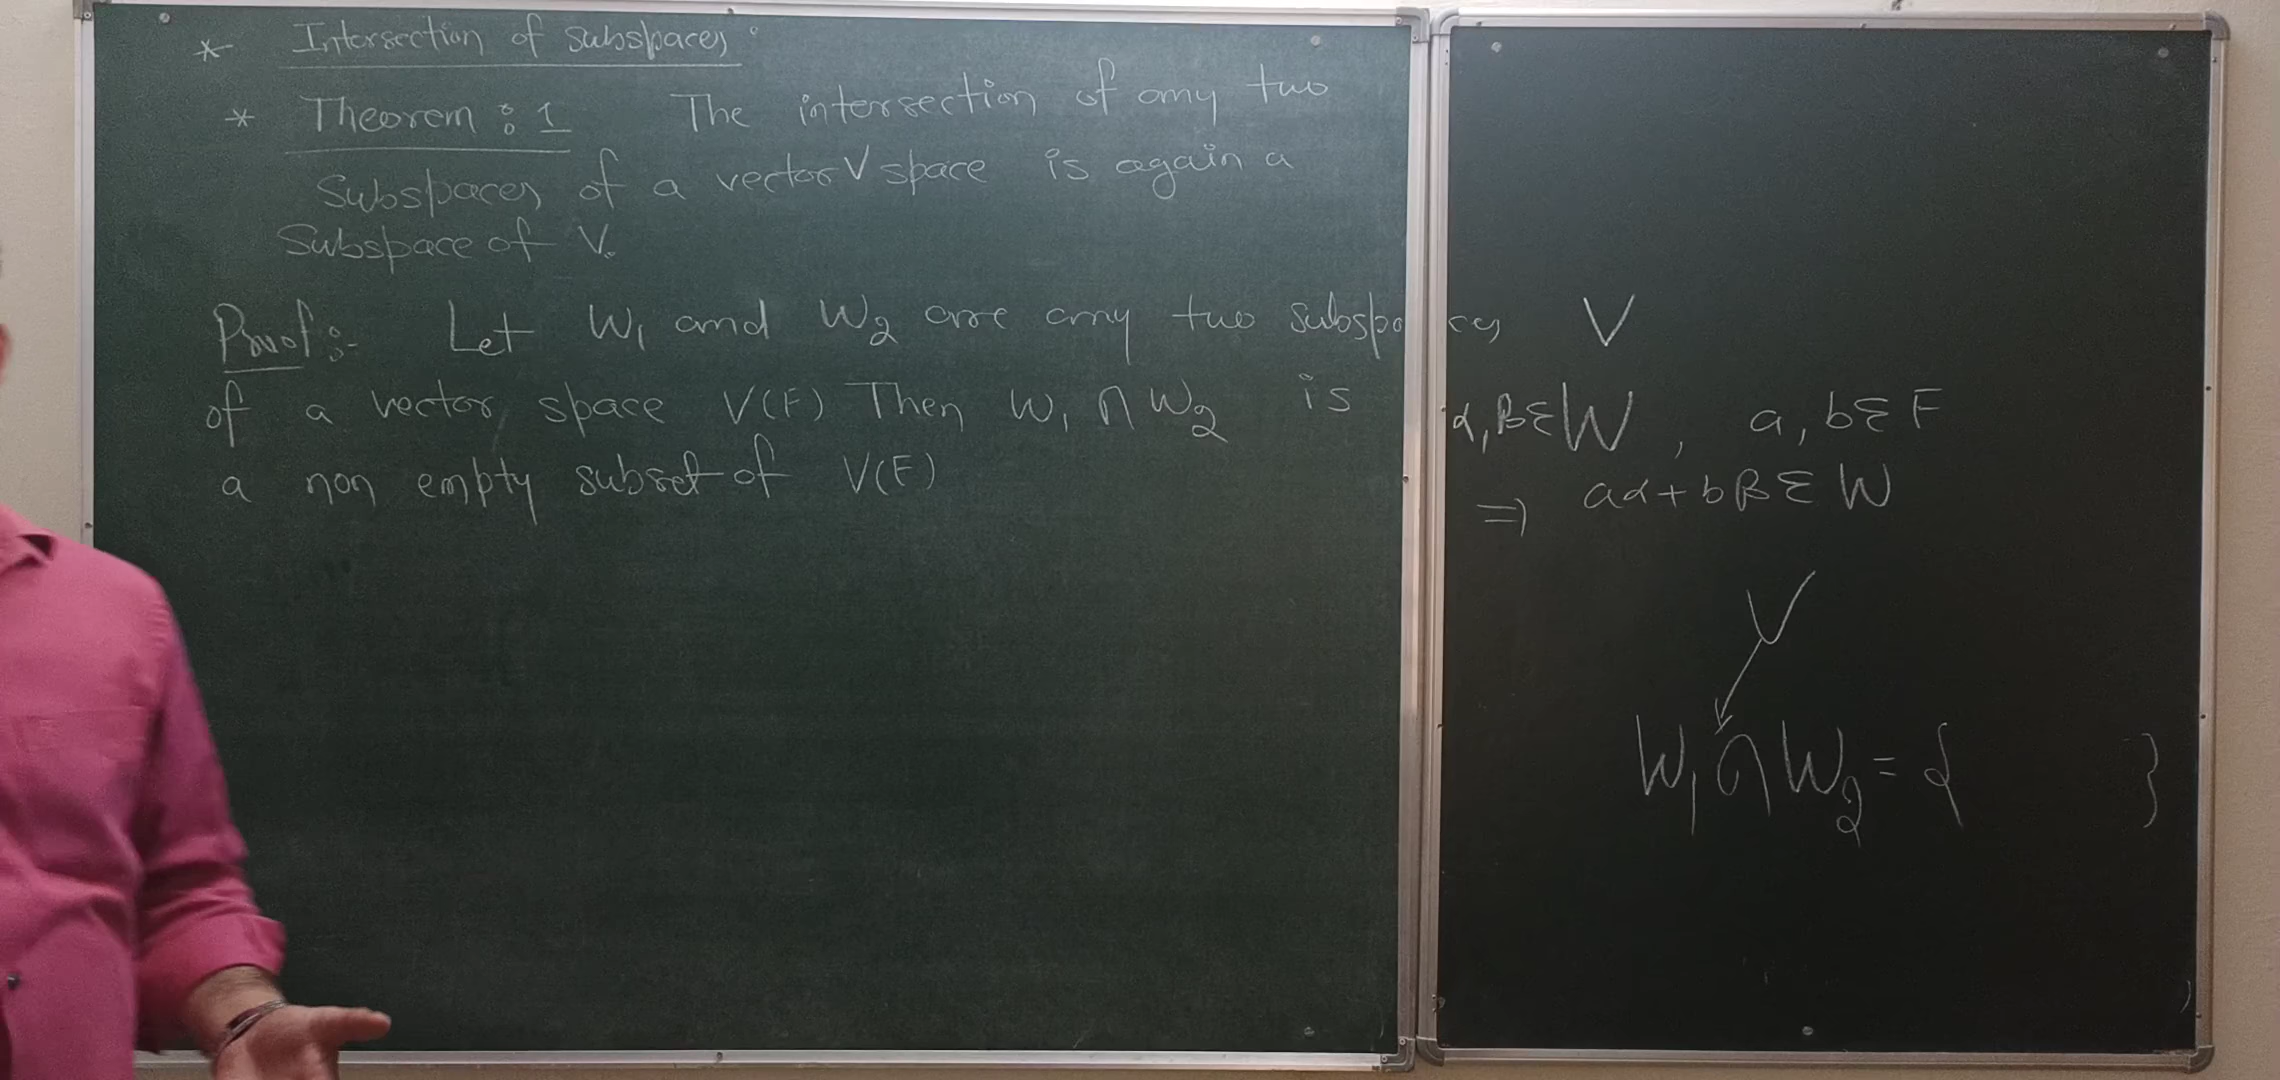 * Intersection of subspaces:
* Theorem : 1 The intersection of any two
subspaces of a vector V space is again a
subspace of V.
Proof :- Let W₁ and W₂ are any two subspaces
of a vector space V(F) Then W₁ ∩ W₂ is
a non empty subset of V(F)
V
α, β ∈ W , a, b ∈ F
⇒ aα + bβ ∈ W
V
W₁ ∩ W₂ = { }